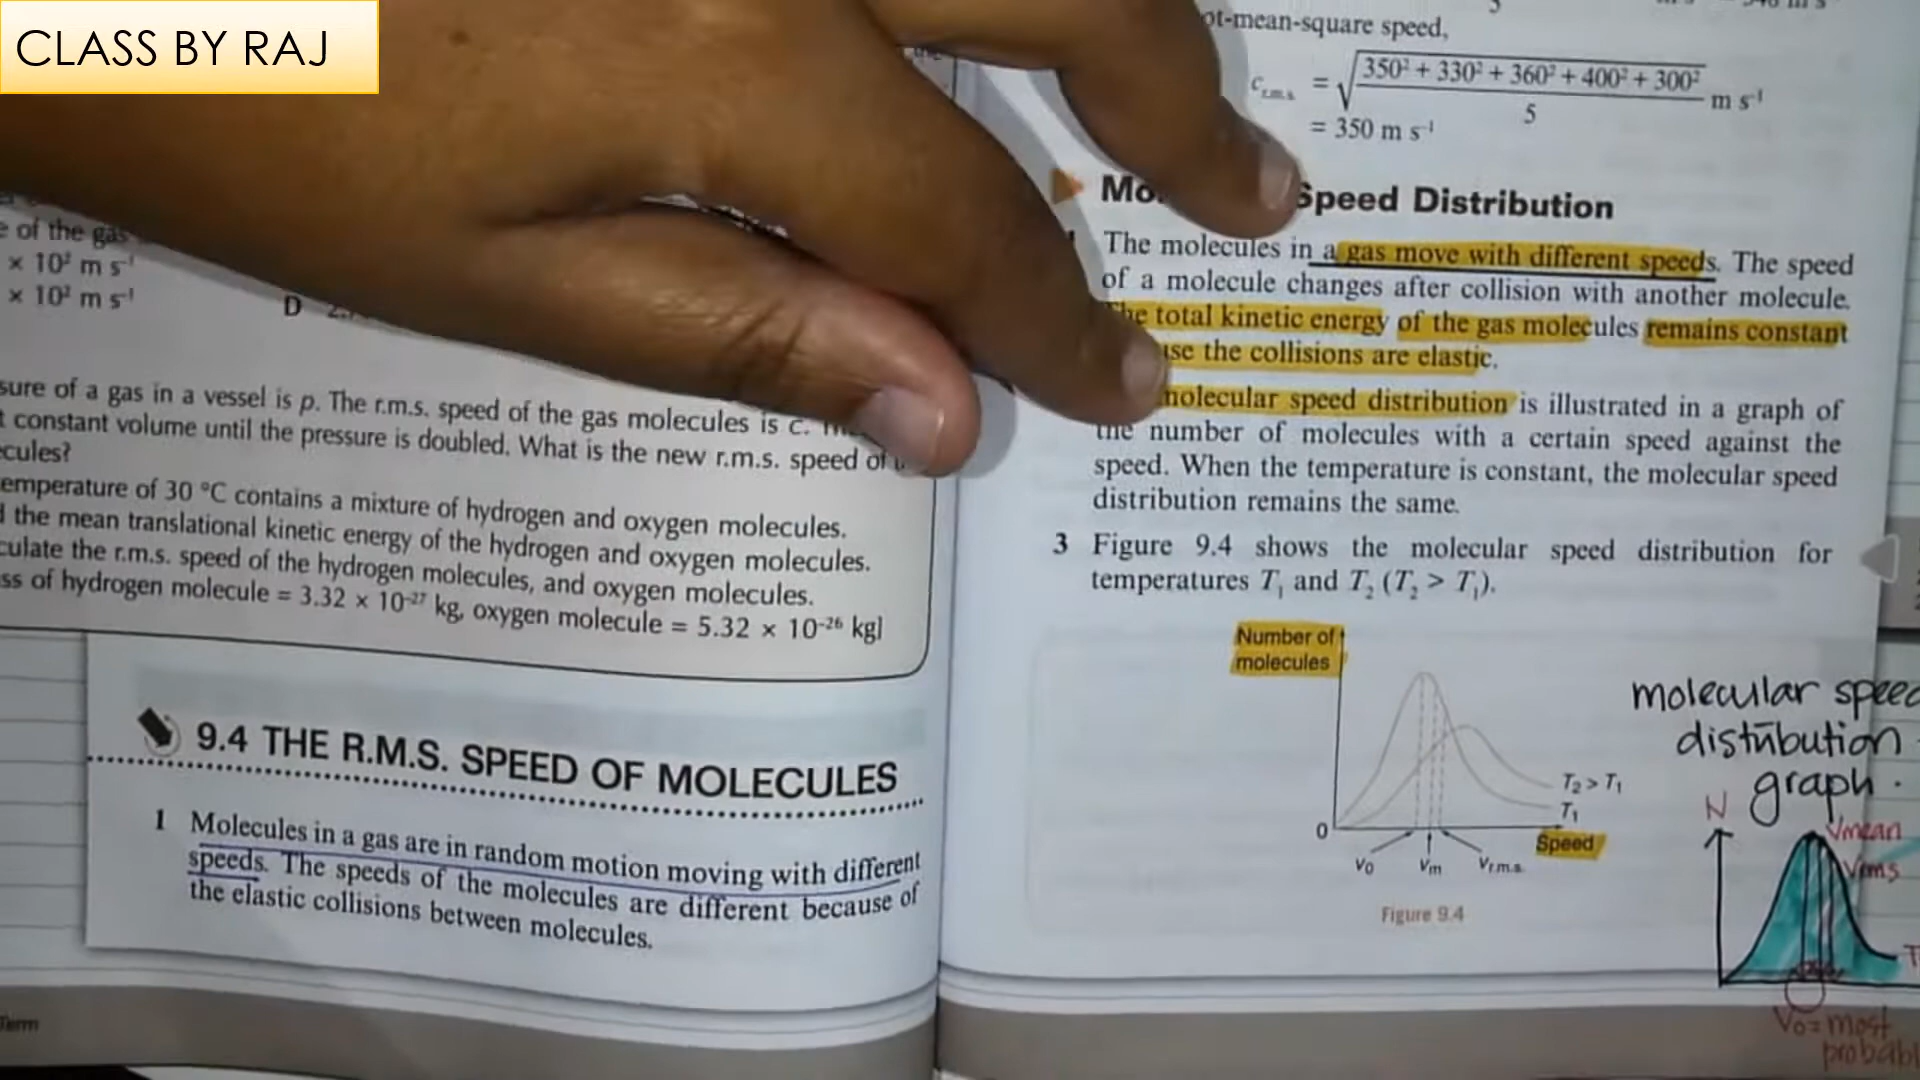 CLASS BY RAJ
e of the gas
× 10² m s⁻¹
× 10² m s⁻¹
D
sure of a gas in a vessel is p. The r.m.s. speed of the gas molecules is c.
t constant volume until the pressure is doubled. What is the new r.m.s. speed of
cules?
emperature of 30 °C contains a mixture of hydrogen and oxygen molecules.
d the mean translational kinetic energy of the hydrogen and oxygen molecules.
culate the r.m.s. speed of the hydrogen molecules, and oxygen molecules.
ss of hydrogen molecule = 3.32 × 10⁻²⁷ kg, oxygen molecule = 5.32 × 10⁻²⁶ kg]
9.4 THE R.M.S. SPEED OF MOLECULES
1 Molecules in a gas are in random motion moving with different
speeds. The speeds of the molecules are different because of
the elastic collisions between molecules.
Term
ot-mean-square speed,
c r.m.s. = √ 350² + 330² + 360² + 400² + 300² / 5 m s⁻¹
= 350 m s⁻¹
Mo Speed Distribution
The molecules in a gas move with different speeds. The speed
of a molecule changes after collision with another molecule.
The total kinetic energy of the gas molecules remains constant
use the collisions are elastic.
molecular speed distribution is illustrated in a graph of
the number of molecules with a certain speed against the
speed. When the temperature is constant, the molecular speed
distribution remains the same.
3 Figure 9.4 shows the molecular speed distribution for
temperatures T₁ and T₂ (T₂ > T₁).
Number of
molecules
T₂ > T₁
T₁
0
Speed
V₀ Vm Vr.m.s.
Figure 9.4
molecular speed
distribution
graph.
N
Vmean
Vrms
T
V₀ = most
probabl